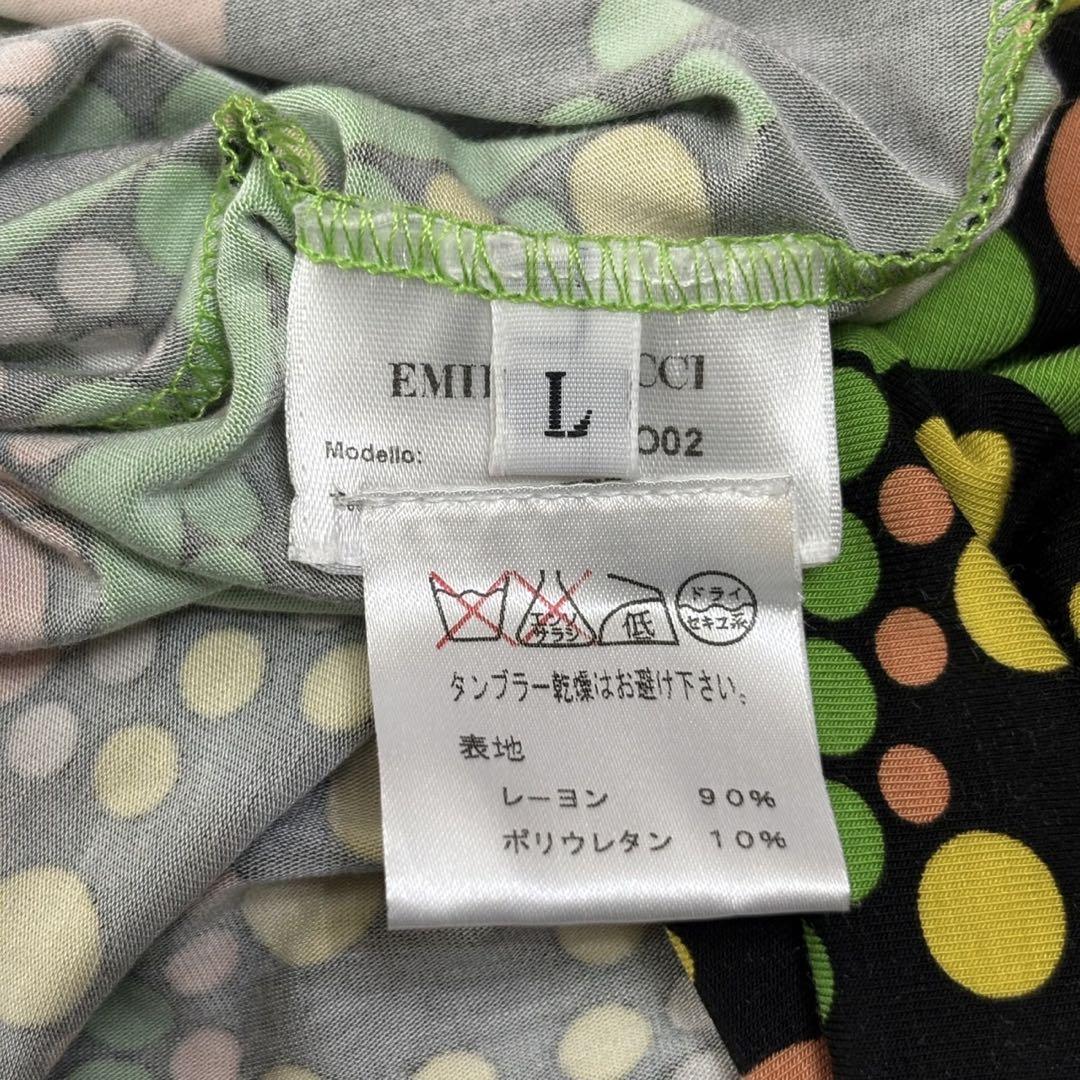 EMI CCI
L
Modello: O02
エンソ
サラシ
低
ドライ
セキユ系
タンブラー乾燥はお避け下さい。
表地
レーヨン 90%
ポリウレタン 10%